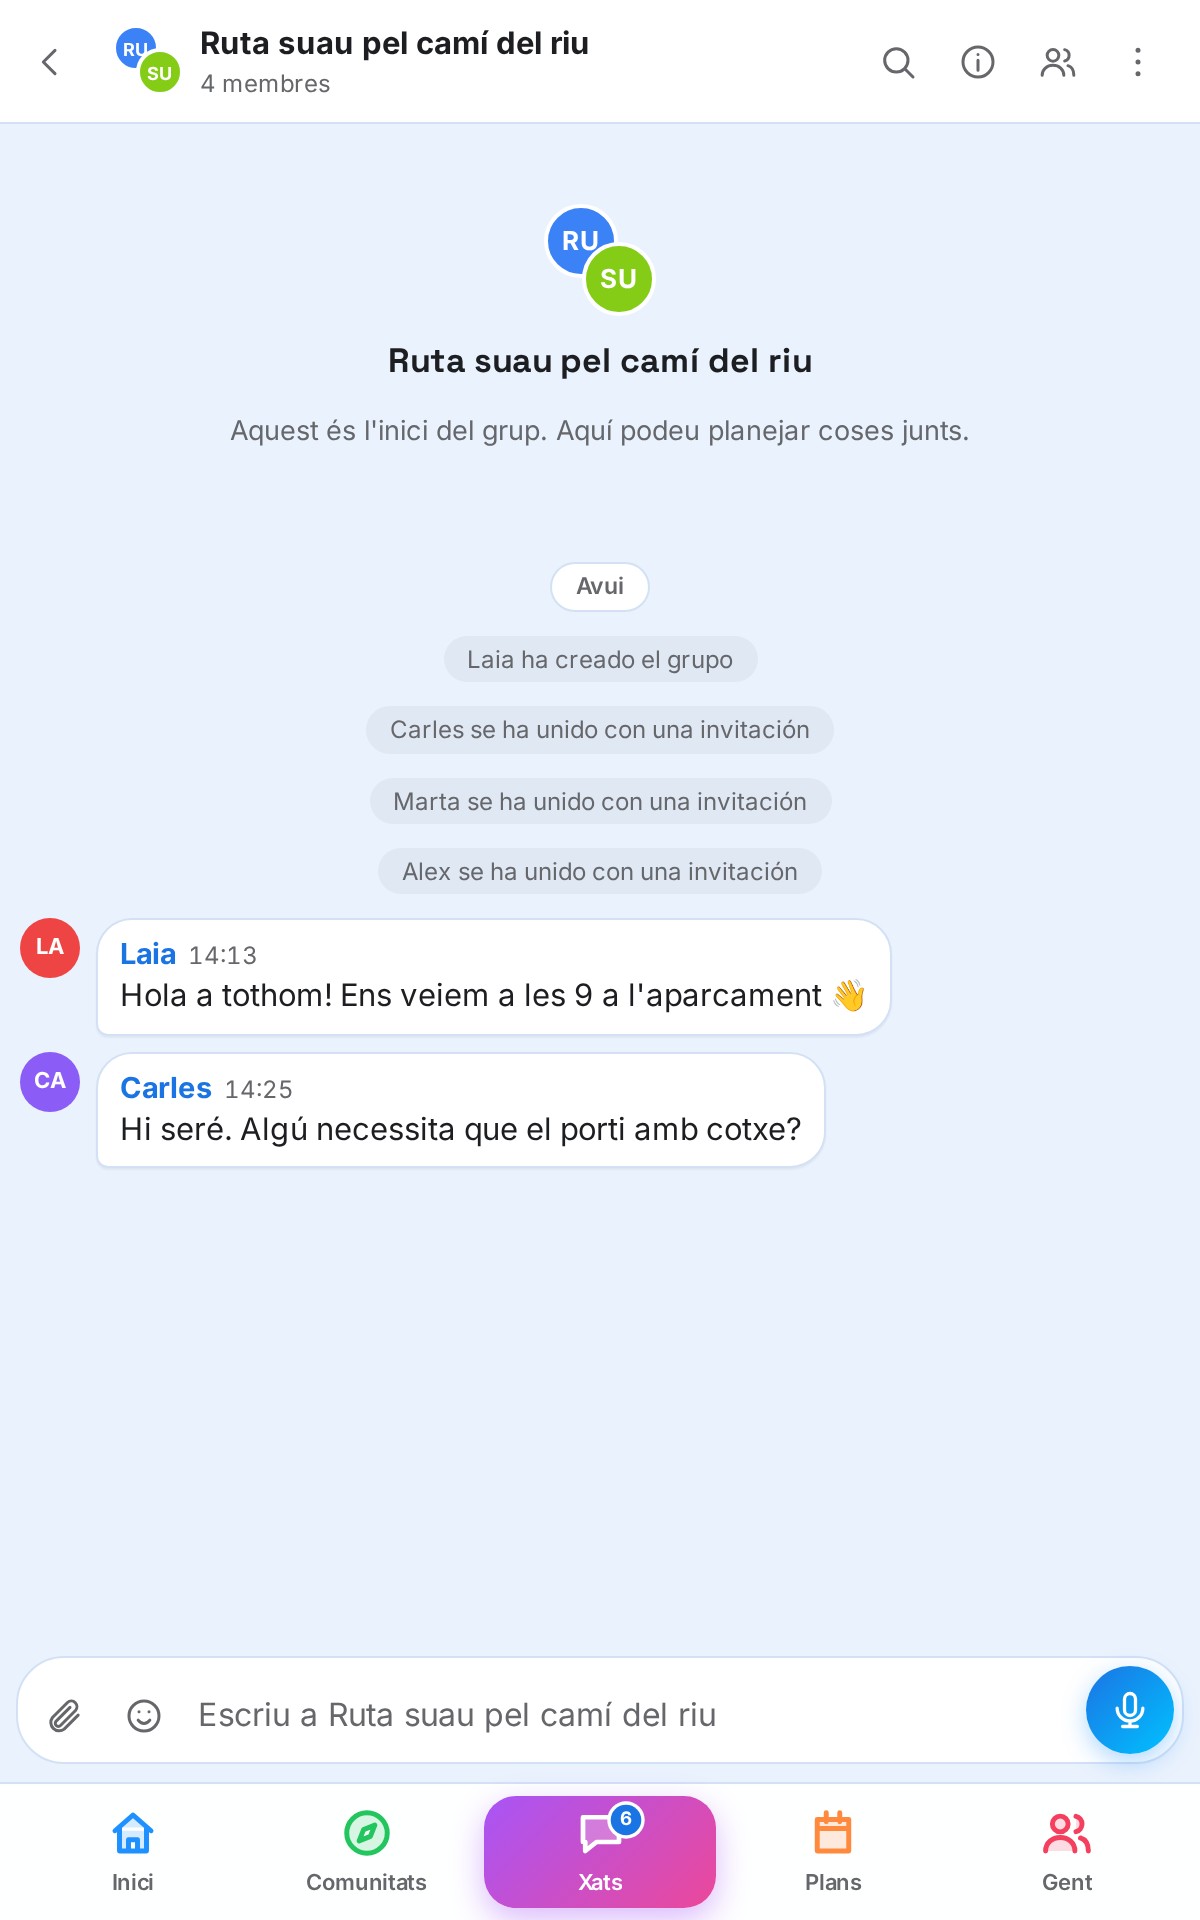 RU
SU
Ruta suau pel camí del riu
4 membres
RU
SU
Ruta suau pel camí del riu
Aquest és l'inici del grup. Aquí podeu planejar coses junts.
Avui
Laia ha creado el grupo
Carles se ha unido con una invitación
Marta se ha unido con una invitación
Alex se ha unido con una invitación
LA
Laia 14:13
Hola a tothom! Ens veiem a les 9 a l'aparcament 👋
CA
Carles 14:25
Hi seré. Algú necessita que el porti amb cotxe?
Escriu a Ruta suau pel camí del riu
6
Inici
Comunitats
Xats
Plans
Gent